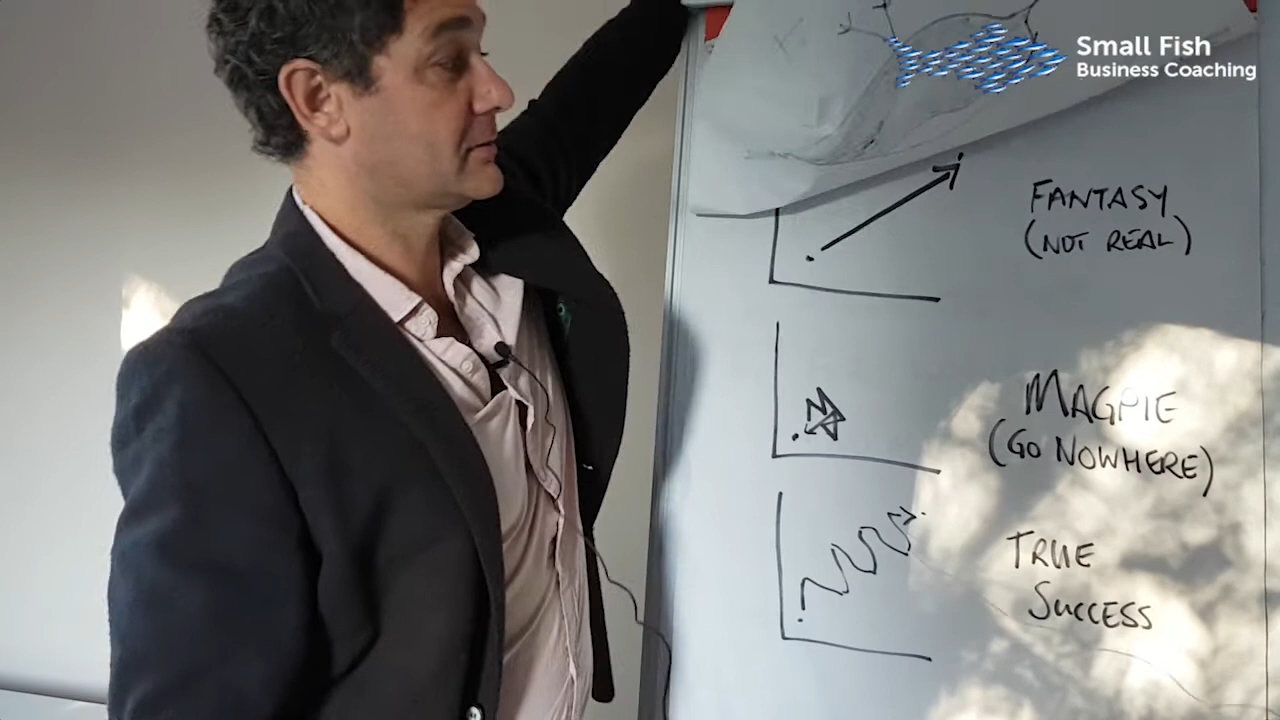 Small Fish
Business Coaching
FANTASY
(NOT REAL)
MAGPIE
(GO NOWHERE)
TRUE
SUCCESS